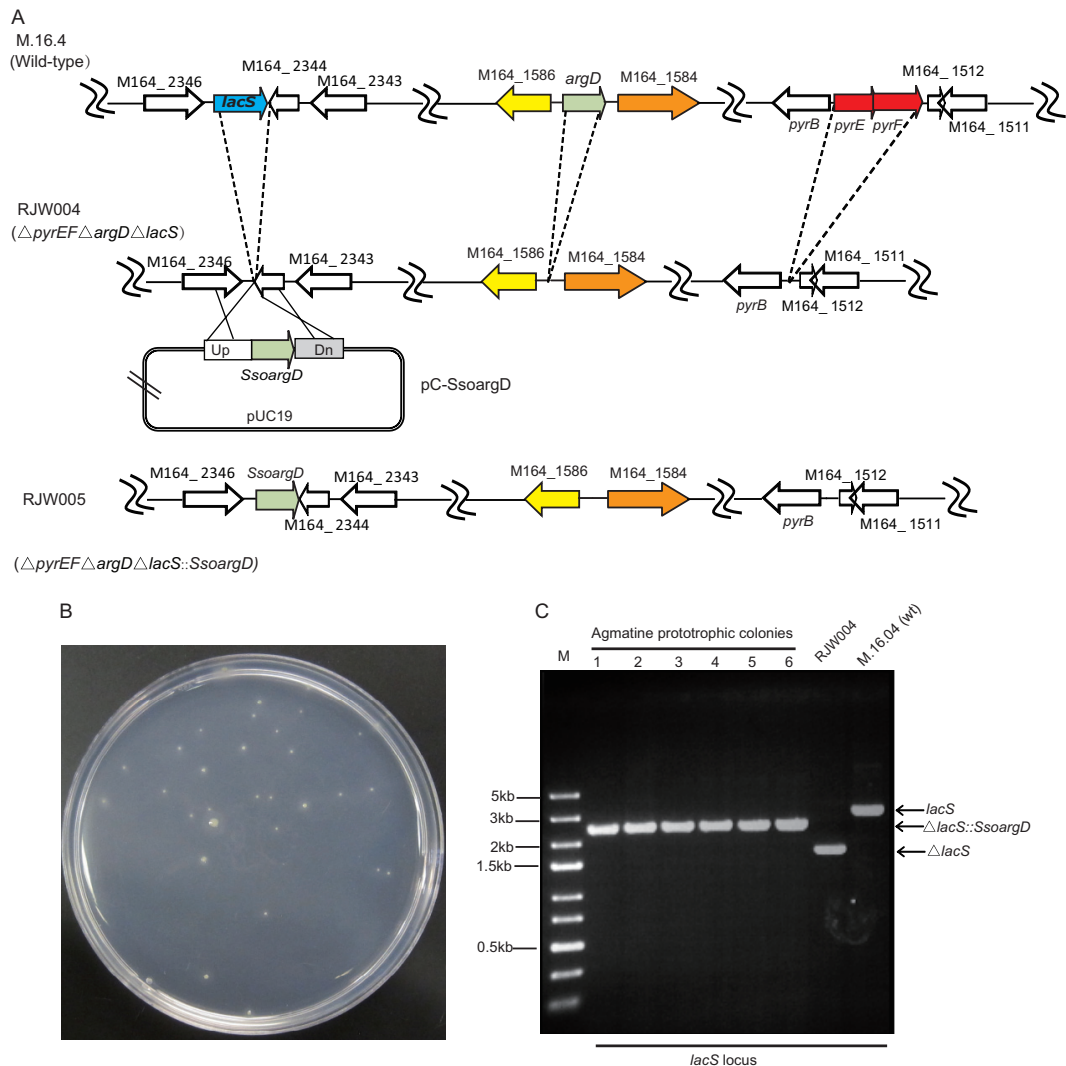 A
M.16.4
(Wild-type)
M164_2346
lacS
M164_2344
M164_2343
M164_1586
argD
M164_1584
pyrB
pyrE
pyrF
M164_1512
M164_1511
RJW004
(△pyrEF△argD△lacS)
M164_2346
M164_2343
M164_1586
M164_1584
pyrB
M164_1512
M164_1511
Up
SsoargD
Dn
pUC19
pC-SsoargD
RJW005
M164_2346
SsoargD
M164_2344
M164_2343
M164_1586
M164_1584
pyrB
M164_1512
M164_1511
(△pyrEF△argD△lacS::SsoargD)
B
C
Agmatine prototrophic colonies
M
1 2 3 4 5 6
RJW004
M.16.04 (wt)
5kb
3kb
2kb
1.5kb
0.5kb
lacS
△lacS::SsoargD
△lacS
lacS locus